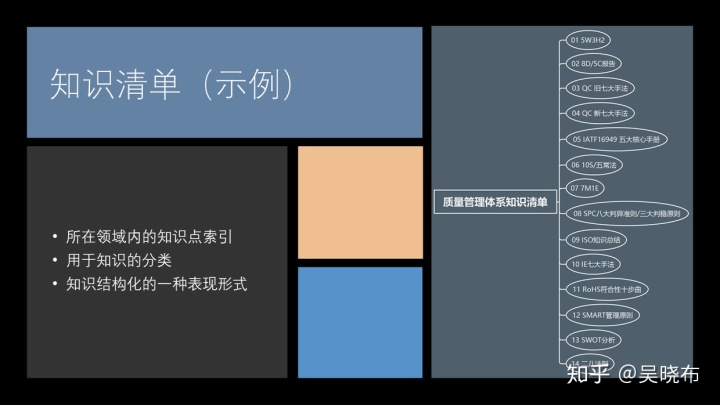 知识清单（示例）
• 所在领域内的知识点索引
• 用于知识的分类
• 知识结构化的一种表现形式
质量管理体系知识清单
01 5W3H2
02 8D/5C报告
03 QC 旧七大手法
04 QC 新七大手法
05 IATF16949 五大核心手册
06 10S/五常法
07 7M1E
08 SPC八大判异准则/三大判稳原则
09 ISO知识总结
10 IE七大手法
11 RoHS符合性十步曲
12 SMART管理原则
13 SWOT分析
14
知乎 @吴晓布